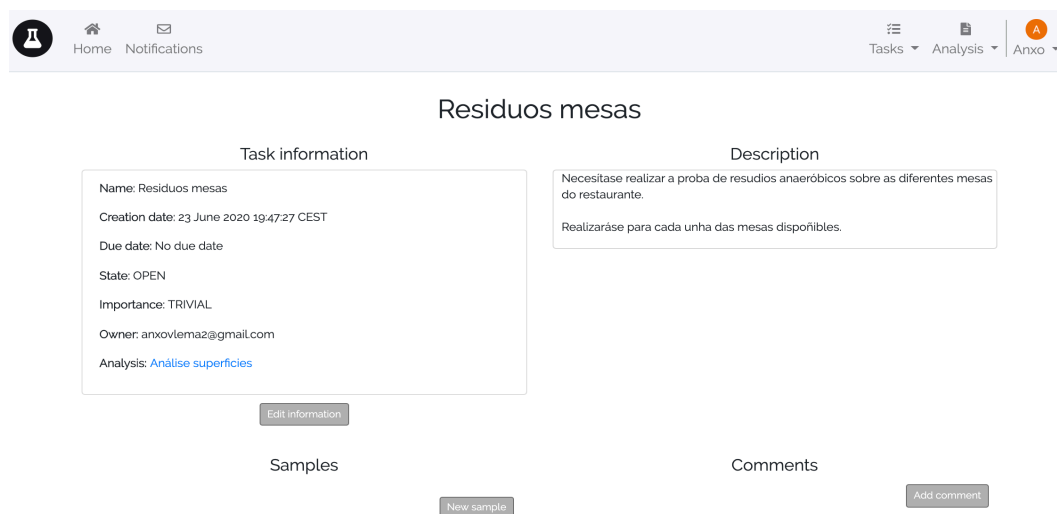 Home
Notifications
Tasks
Analysis
A
Anxo
Residuos mesas
Task information
Name: Residuos mesas
Creation date: 23 June 2020 19:47:27 CEST
Due date: No due date
State: OPEN
Importance: TRIVIAL
Owner: anxovlema2@gmail.com
Analysis: Análise superficies
Edit information
Description
Necesitase realizar a proba de resudios anaeróbicos sobre as diferentes mesas
do restaurante.
Realizaráse para cada unha das mesas dispoñibles.
Samples
New sample
Comments
Add comment